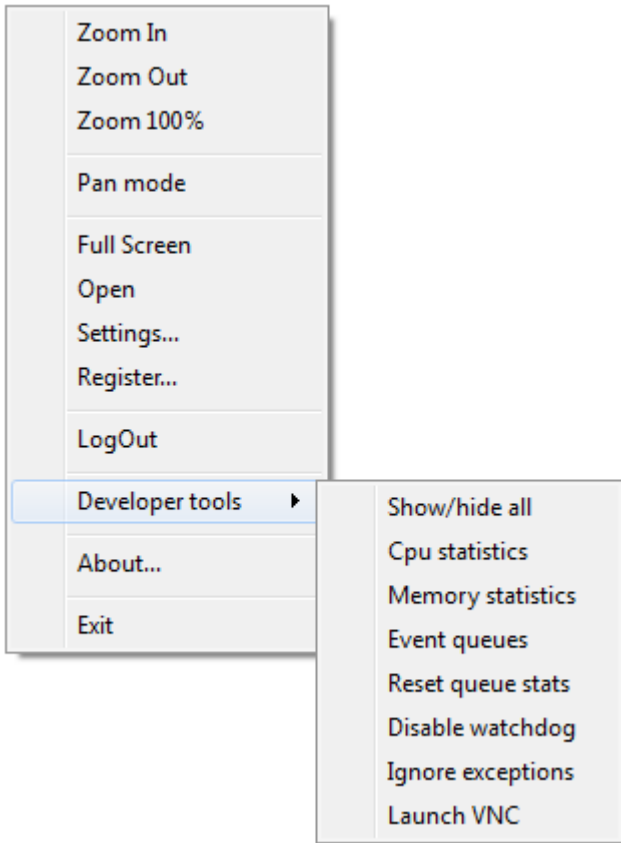 Zoom In
Zoom Out
Zoom 100%
Pan mode
Full Screen
Open
Settings...
Register...
LogOut
Developer tools
About...
Exit
Show/hide all
Cpu statistics
Memory statistics
Event queues
Reset queue stats
Disable watchdog
Ignore exceptions
Launch VNC